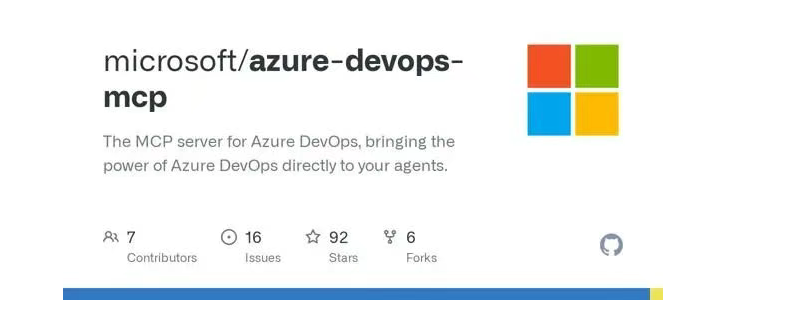 microsoft/azure-devops-
mcp
The MCP server for Azure DevOps, bringing the
power of Azure DevOps directly to your agents.
7 16 92 6
Contributors Issues Stars Forks